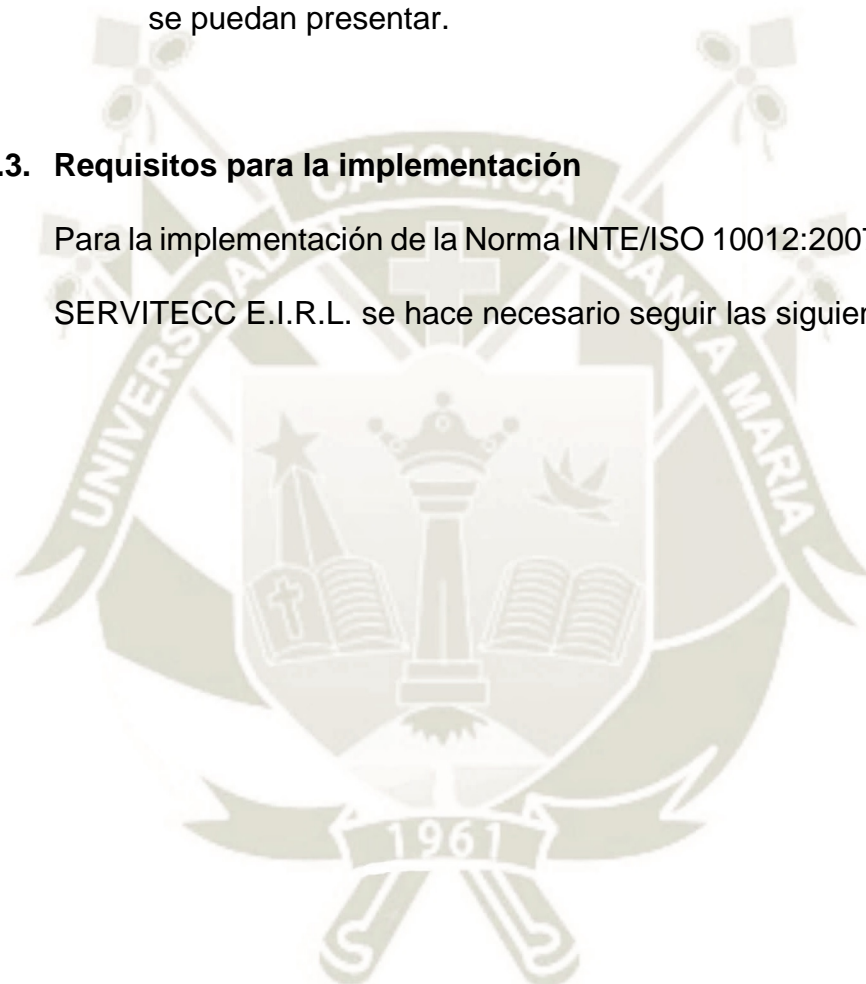 se puedan presentar.
.3. Requisitos para la implementación
Para la implementación de la Norma INTE/ISO 10012:2007
SERVITECC E.I.R.L. se hace necesario seguir las siguien
UNIVERSIDAD CATOLICA SANTA MARIA
1961